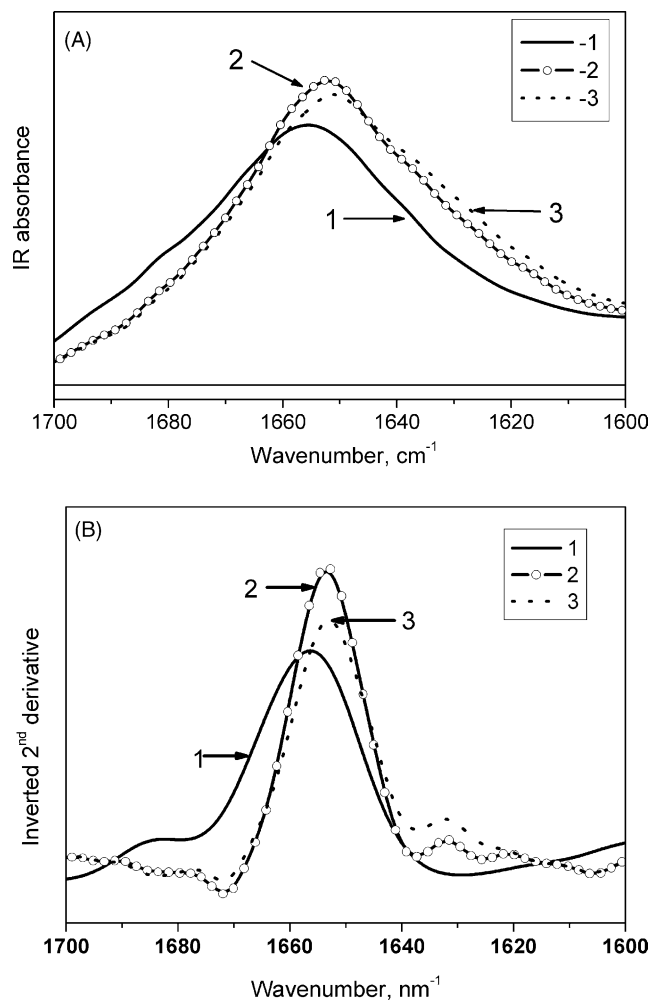 (A)
2
-1
-2
-3
1
3
IR absorbance
1700 1680 1660 1640 1620 1600
Wavenumber, cm-1
(B)
1
2
3
2
3
1
Inverted 2nd derivative
1700 1680 1660 1640 1620 1600
Wavenumber, nm-1